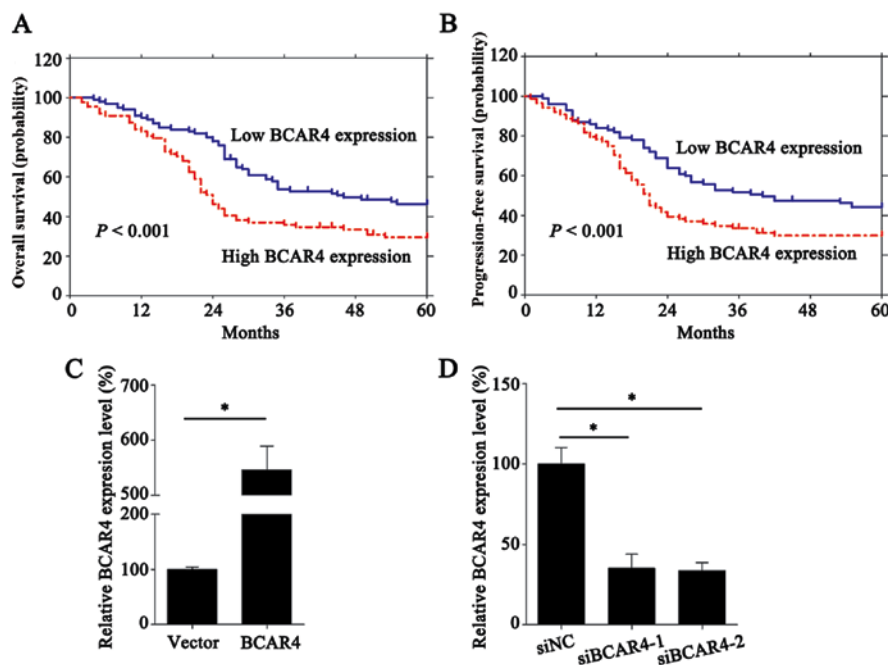 A
Overall survival (probability)
120
100
80
60
40
20
0
Low BCAR4 expression
P < 0.001
High BCAR4 expression
0 12 24 36 48 60
Months
B
Progression-free survival (probability)
120
100
80
60
40
20
0
Low BCAR4 expression
P < 0.001
High BCAR4 expression
0 12 24 36 48 60
Months
C
Relative BCAR4 expression level (%)
700
600
500
200
100
0
*
Vector BCAR4
D
Relative BCAR4 expression level (%)
150
100
50
0
*
*
siNC siBCAR4-1 siBCAR4-2